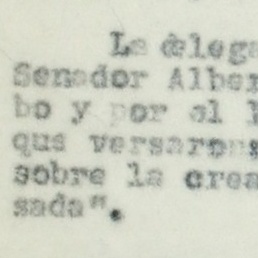 La delega
Senador Alber
bo y por el
que versaron
sobre la crea
sada".